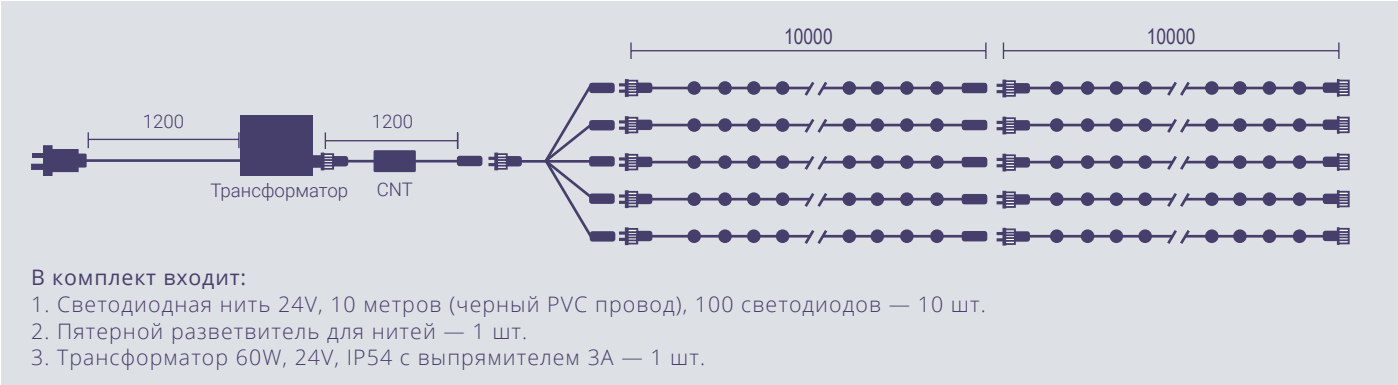 10000 10000
1200 1200
Трансформатор CNT
В комплект входит:
1. Светодиодная нить 24V, 10 метров (черный PVC провод), 100 светодиодов — 10 шт.
2. Пятерной разветвитель для нитей — 1 шт.
3. Трансформатор 60W, 24V, IP54 с выпрямителем 3А — 1 шт.